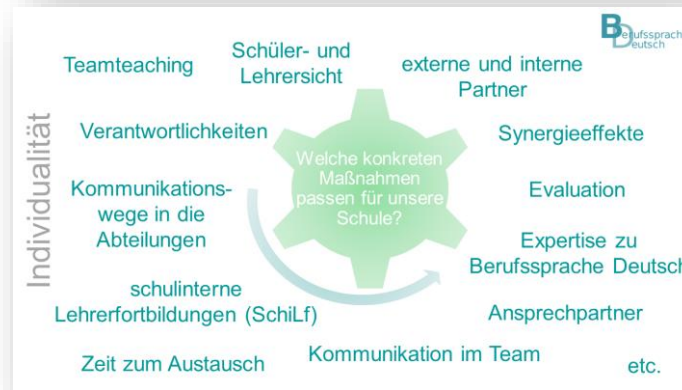 Berufssprache
Deutsch
Teamteaching
Schüler- und
Lehrersicht
externe und interne
Partner
Individualität
Verantwortlichkeiten
Welche konkreten
Maßnahmen
passen für unsere
Schule?
Synergieeffekte
Kommunikations-
wege in die
Abteilungen
Evaluation
Expertise zu
Berufssprache Deutsch
schulinterne
Lehrerfortbildungen (SchiLf)
Ansprechpartner
Zeit zum Austausch
Kommunikation im Team
etc.